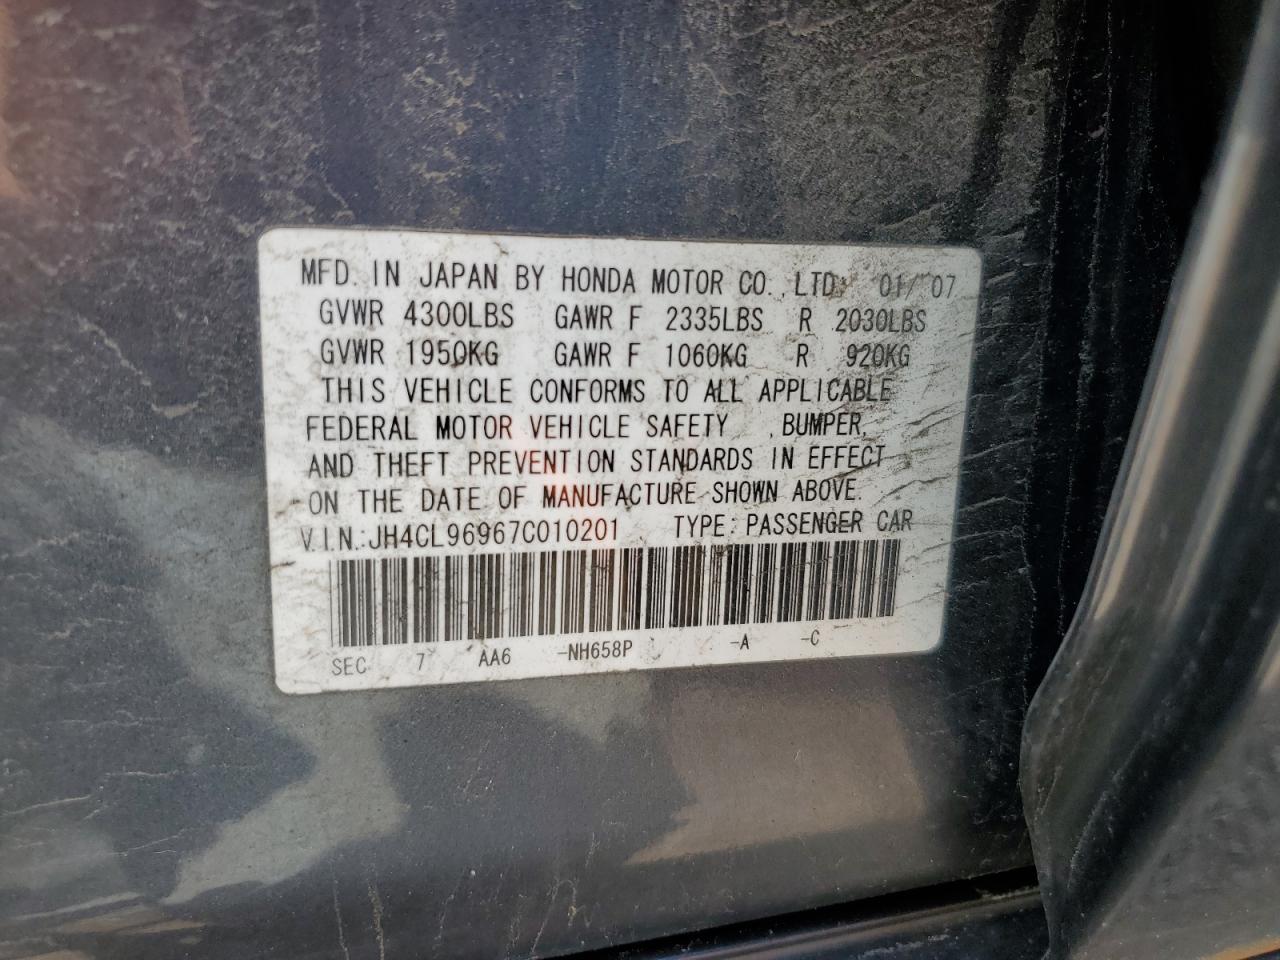 MFD. IN JAPAN BY HONDA MOTOR CO., LTD. 01/ 07
GVWR 4300LBS GAWR F 2335LBS R 2030LBS
GVWR 1950KG GAWR F 1060KG R 920KG
THIS VEHICLE CONFORMS TO ALL APPLICABLE
FEDERAL MOTOR VEHICLE SAFETY , BUMPER,
AND THEFT PREVENTION STANDARDS IN EFFECT
ON THE DATE OF MANUFACTURE SHOWN ABOVE.
V.I.N.: JH4CL96967C010201 TYPE: PASSENGER CAR
SEC 7 AA6 -NH658P -A -C